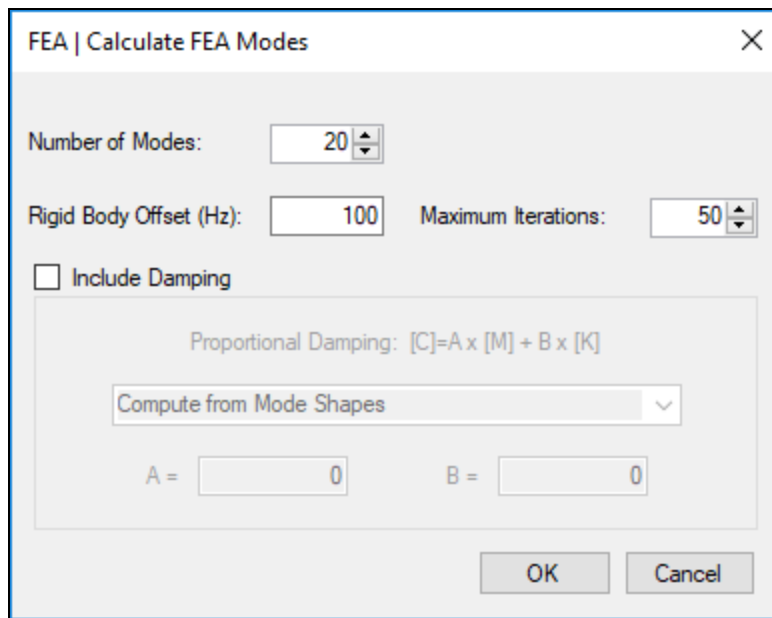 FEA | Calculate FEA Modes
Number of Modes: 20
Rigid Body Offset (Hz): 100 Maximum Iterations: 50
Include Damping
Proportional Damping: [C]=A x [M] + B x [K]
Compute from Mode Shapes
A = 0 B = 0
OK Cancel